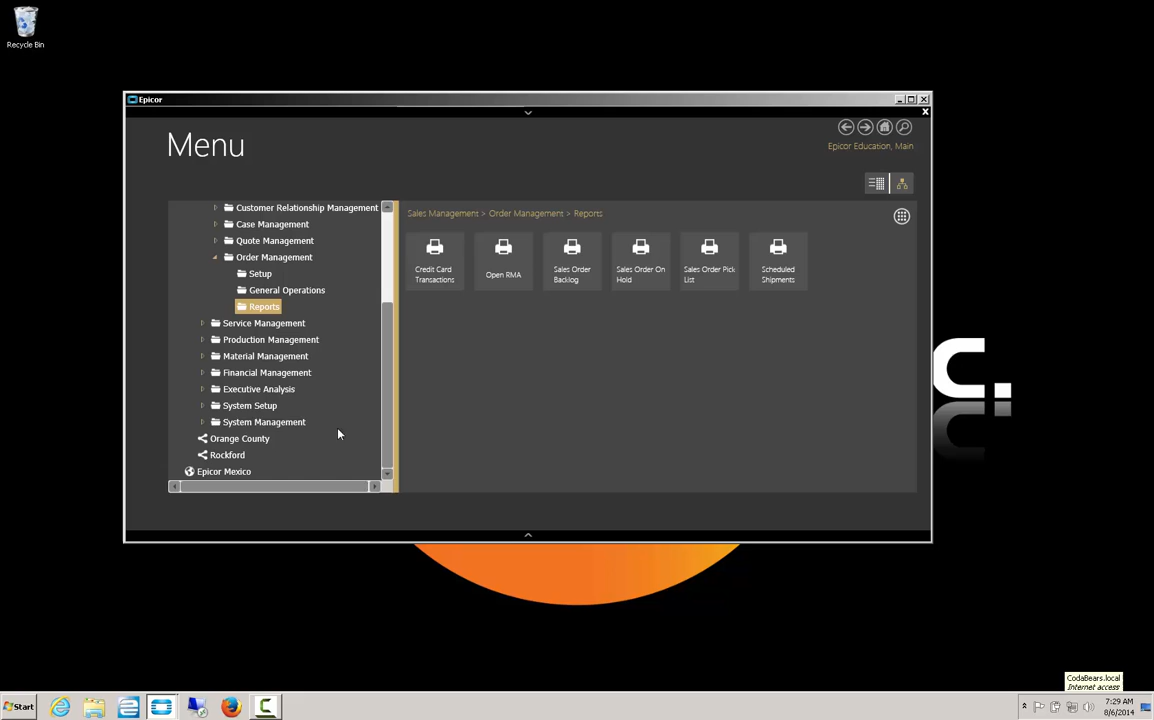 Recycle Bin
Epicor
Menu
Epicor Education, Main
Customer Relationship Management
Case Management
Quote Management
Order Management
Setup
General Operations
Reports
Service Management
Production Management
Material Management
Financial Management
Executive Analysis
System Setup
System Management
Orange County
Rockford
Epicor Mexico
Sales Management > Order Management > Reports
Credit Card
Transactions
Open RMA
Sales Order
Backlog
Sales Order On
Hold
Sales Order Pick
List
Scheduled
Shipments
C.
CodaBears.local
Internet access
Start
7:29 AM
8/6/2014